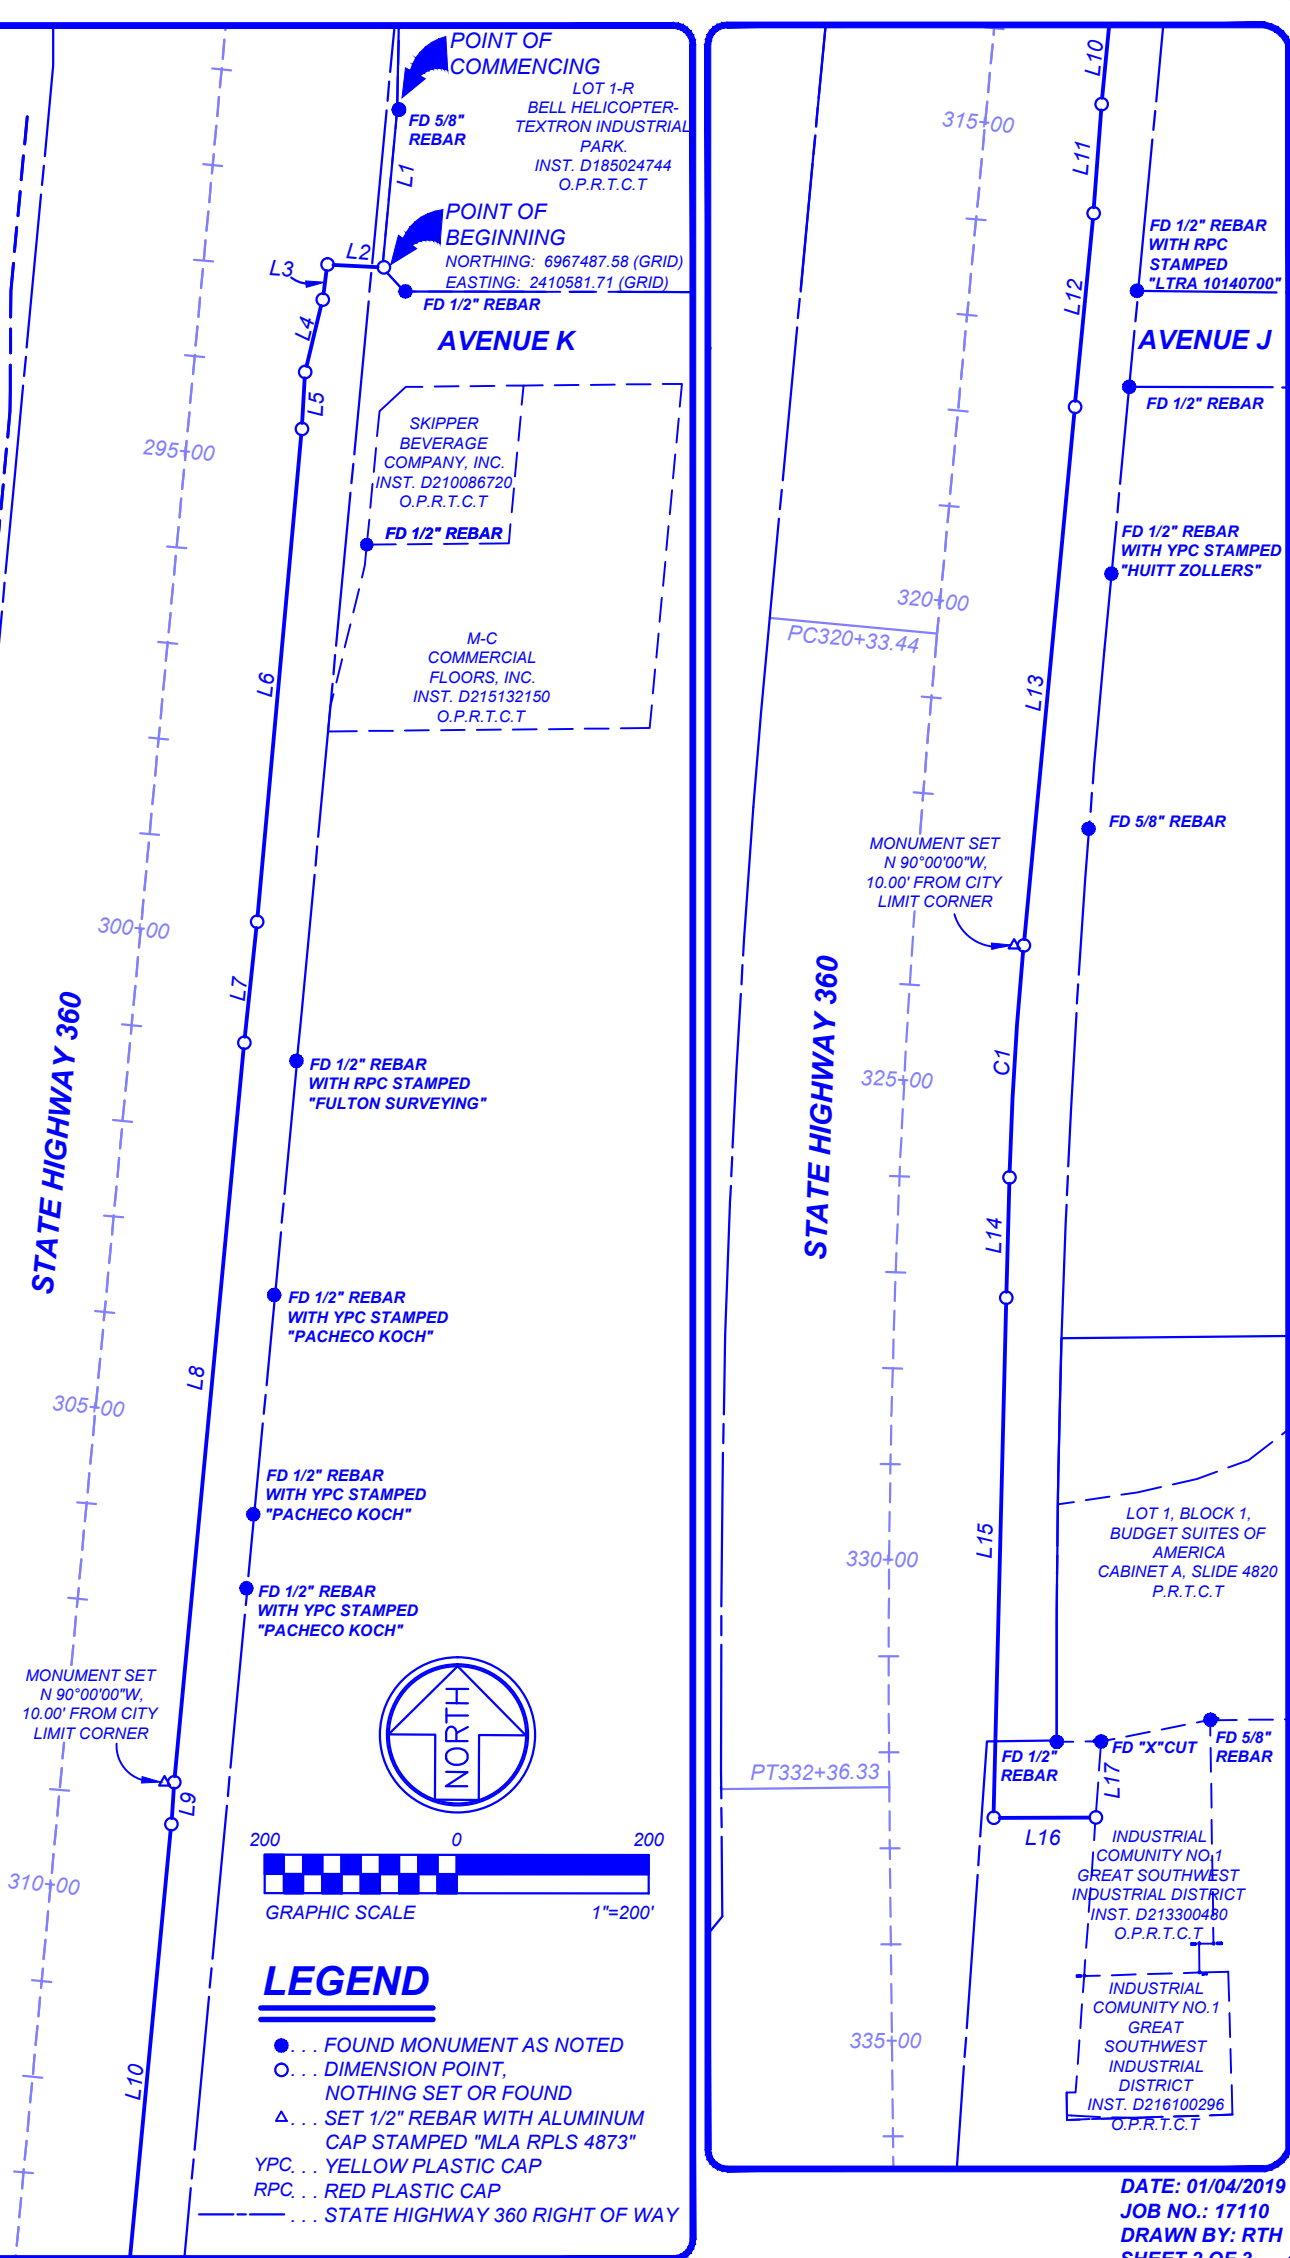 POINT OF
COMMENCING
LOT 1-R
BELL HELICOPTER-
TEXTRON INDUSTRIAL
PARK.
INST. D185024744
O.P.R.T.C.T
FD 5/8"
REBAR
L1
POINT OF
BEGINNING
NORTHING: 6967487.58 (GRID)
EASTING: 2410581.71 (GRID)
L2
L3
FD 1/2" REBAR
L4
AVENUE K
L5
SKIPPER
BEVERAGE
COMPANY, INC.
INST. D210086720
O.P.R.T.C.T
295+00
FD 1/2" REBAR
M-C
COMMERCIAL
FLOORS, INC.
INST. D215132150
O.P.R.T.C.T
L6
300+00
L7
STATE HIGHWAY 360
FD 1/2" REBAR
WITH RPC STAMPED
"FULTON SURVEYING"
FD 1/2" REBAR
WITH YPC STAMPED
"PACHECO KOCH"
L8
305+00
FD 1/2" REBAR
WITH YPC STAMPED
"PACHECO KOCH"
FD 1/2" REBAR
WITH YPC STAMPED
"PACHECO KOCH"
MONUMENT SET
N 90°00'00"W,
10.00' FROM CITY
LIMIT CORNER
L9
NORTH
200 0 200
GRAPHIC SCALE 1"=200'
310+00
L10
LEGEND
. . . FOUND MONUMENT AS NOTED
. . . DIMENSION POINT,
NOTHING SET OR FOUND
. . . SET 1/2" REBAR WITH ALUMINUM
CAP STAMPED "MLA RPLS 4873"
YPC. . . YELLOW PLASTIC CAP
RPC. . . RED PLASTIC CAP
. . . STATE HIGHWAY 360 RIGHT OF WAY
L10
315+00
L11
FD 1/2" REBAR
WITH RPC
STAMPED
"LTRA 10140700"
L12
AVENUE J
FD 1/2" REBAR
FD 1/2" REBAR
WITH YPC STAMPED
"HUITT ZOLLERS"
320+00
PC320+33.44
L13
FD 5/8" REBAR
MONUMENT SET
N 90°00'00"W,
10.00' FROM CITY
LIMIT CORNER
STATE HIGHWAY 360
C1
325+00
L14
L15
330+00
LOT 1, BLOCK 1,
BUDGET SUITES OF
AMERICA
CABINET A, SLIDE 4820
P.R.T.C.T
FD 1/2"
REBAR
FD "X"CUT
FD 5/8"
REBAR
PT332+36.33
L17
L16
INDUSTRIAL
COMUNITY NO.1
GREAT SOUTHWEST
INDUSTRIAL DISTRICT
INST. D213300480
O.P.R.T.C.T
335+00
INDUSTRIAL
COMUNITY NO.1
GREAT
SOUTHWEST
INDUSTRIAL
DISTRICT
INST. D216100296
O.P.R.T.C.T
DATE: 01/04/2019
JOB NO.: 17110
DRAWN BY: RTH